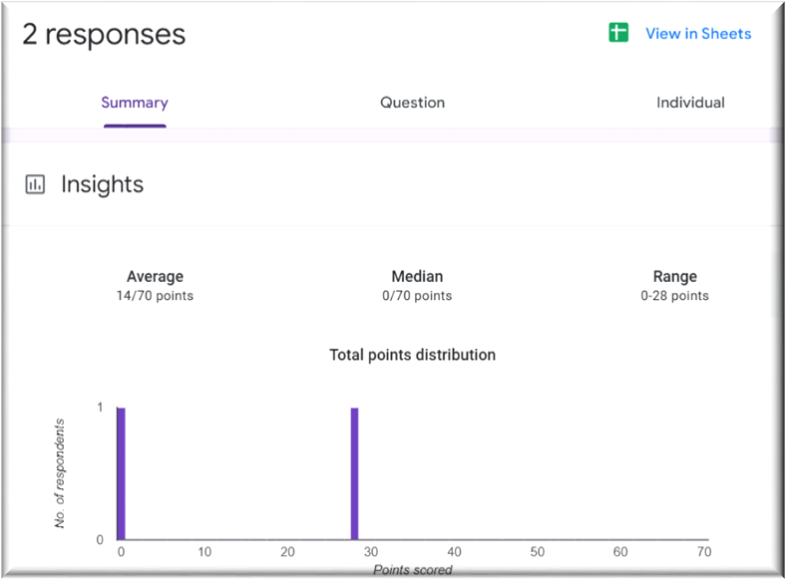 2 responses
View in Sheets
Summary
Question
Individual
Insights
Average
Median
Range
14/70 points
0/70 points
0-28 points
Total points distribution
No. of respondents
1
0
0 10 20 30 40 50 60 70
Points scored